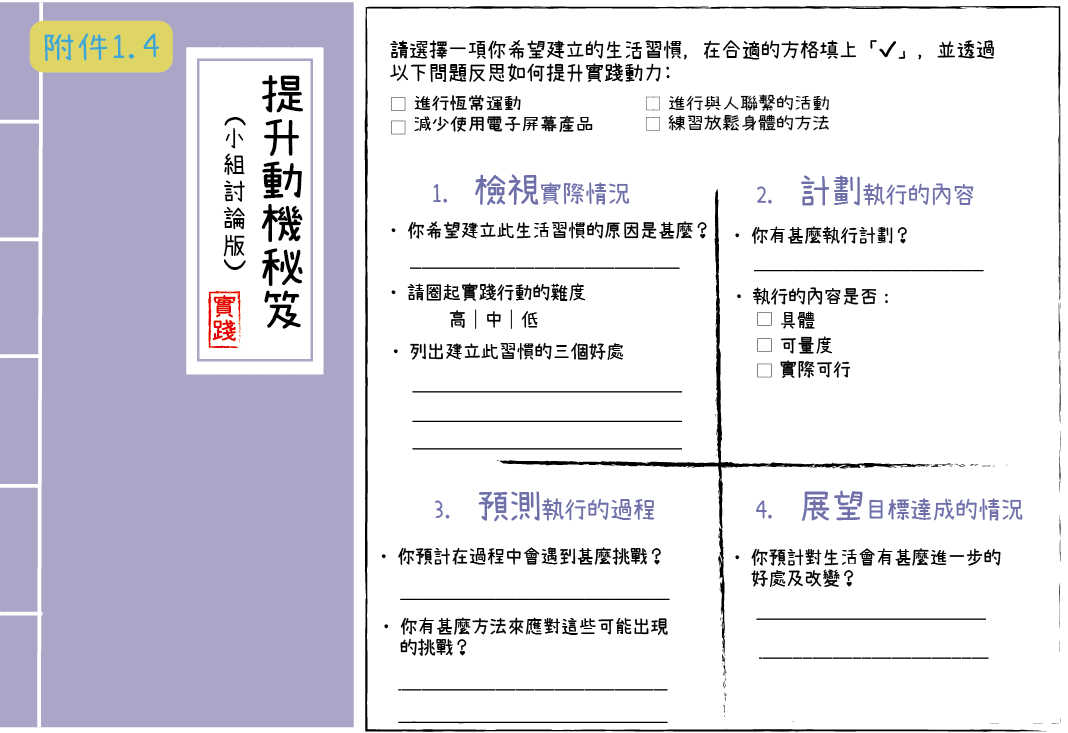 附件1.4
提升動機秘笈
(小組討論版)
實踐
請選擇一項你希望建立的生活習慣，在合適的方格填上「✓」，並透過
以下問題反思如何提升實踐動力：
□ 進行恆常運動
□ 進行與人聯繫的活動
□ 減少使用電子屏幕產品
□ 練習放鬆身體的方法
1. 檢視實際情況
• 你希望建立此生活習慣的原因是甚麼？
• 請圈起實踐行動的難度
高｜中｜低
• 列出建立此習慣的三個好處
2. 計劃執行的內容
• 你有甚麼執行計劃？
• 執行的內容是否：
□ 具體
□ 可量度
□ 實際可行
3. 預測執行的過程
• 你預計在過程中會遇到甚麼挑戰？
• 你有甚麼方法來應對這些可能出現
的挑戰？
4. 展望目標達成的情況
• 你預計對生活會有甚麼進一步的
好處及改變？